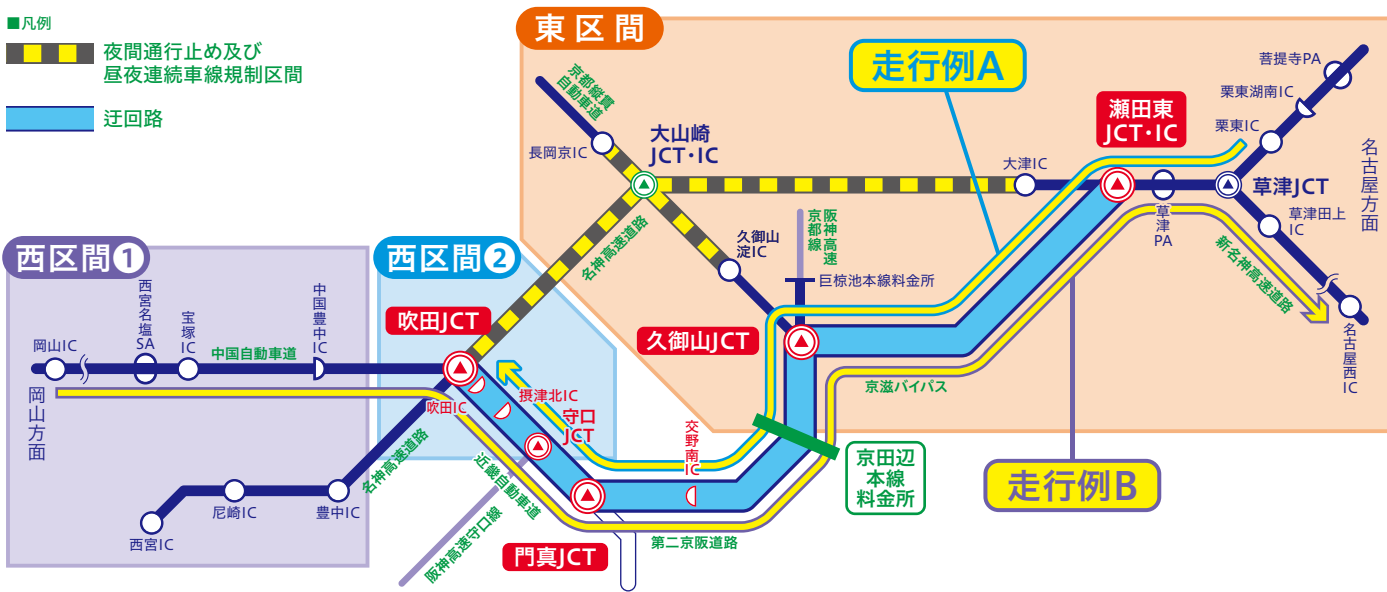 ■凡例
夜間通行止め及び
昼夜連続車線規制区間
迂回路
東区間
走行例A
京都縦貫
自動車道
長岡京IC
大山崎
JCT・IC
大津IC
瀬田東
JCT・IC
菩提寺PA
栗東湖南IC
栗東IC
草津JCT
名古屋方面
草津PA
草津田上
IC
新名神高速道路
名古屋西IC
名神高速道路
久御山
淀IC
阪神高速
京都線
巨椋池本線料金所
久御山JCT
京滋バイパス
西区間1
西区間2
吹田JCT
岡山IC
西宮名塩SA
宝塚IC
中国自動車道
中国豊中IC
岡山方面
吹田IC
摂津北IC
守口
JCT
交野南IC
京田辺
本線
料金所
走行例B
名神高速道路
近畿自動車道
尼崎IC
豊中IC
西宮IC
阪神高速守口線
門真JCT
第二京阪道路